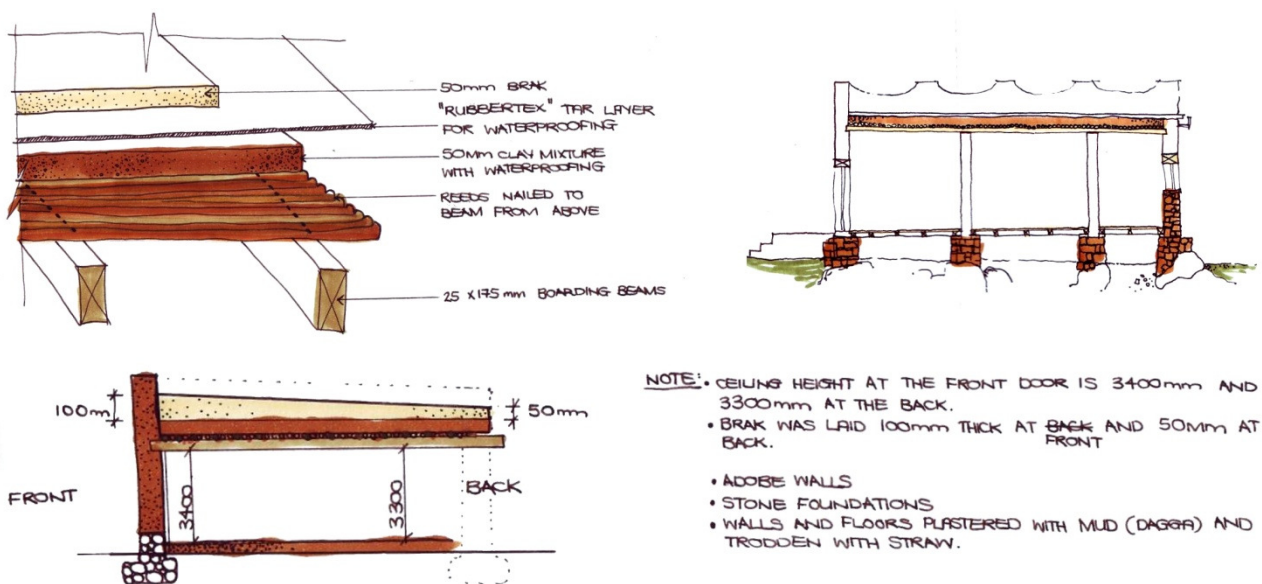 50mm BRAK
"RUBBERTEX" TAR LAYER
FOR WATERPROOFING
50MM CLAY MIXTURE
WITH WATERPROOFING
REEDS NAILED TO
BEAM FROM ABOVE
25 X 175 mm BOARDING BEAMS
100m
50mm
FRONT
BACK
3400
3300
NOTE:
• CEILING HEIGHT AT THE FRONT DOOR IS 3400mm AND
3300mm AT THE BACK.
• BRAK WAS LAID 100mm THICK AT BACK AND 50MM AT
FRONT
BACK.
• ADOBE WALLS
• STONE FOUNDATIONS
• WALLS AND FLOORS PLASTERED WITH MUD (DAGGA) AND
TRODDEN WITH STRAW.